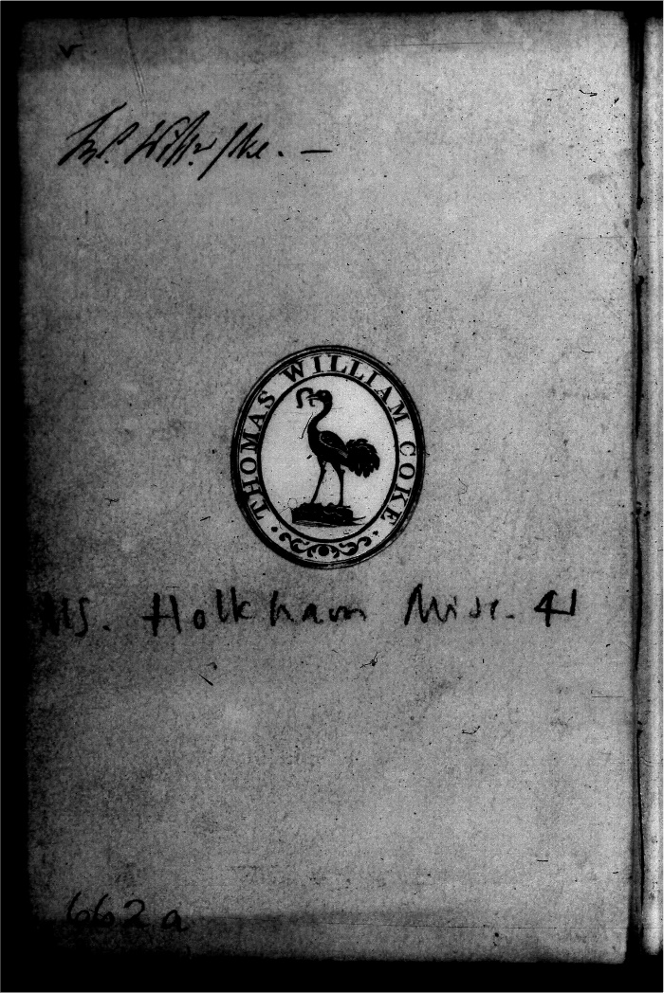 THOMAS WILLIAM COKE
MS. Holkham Misc. 41
662 a